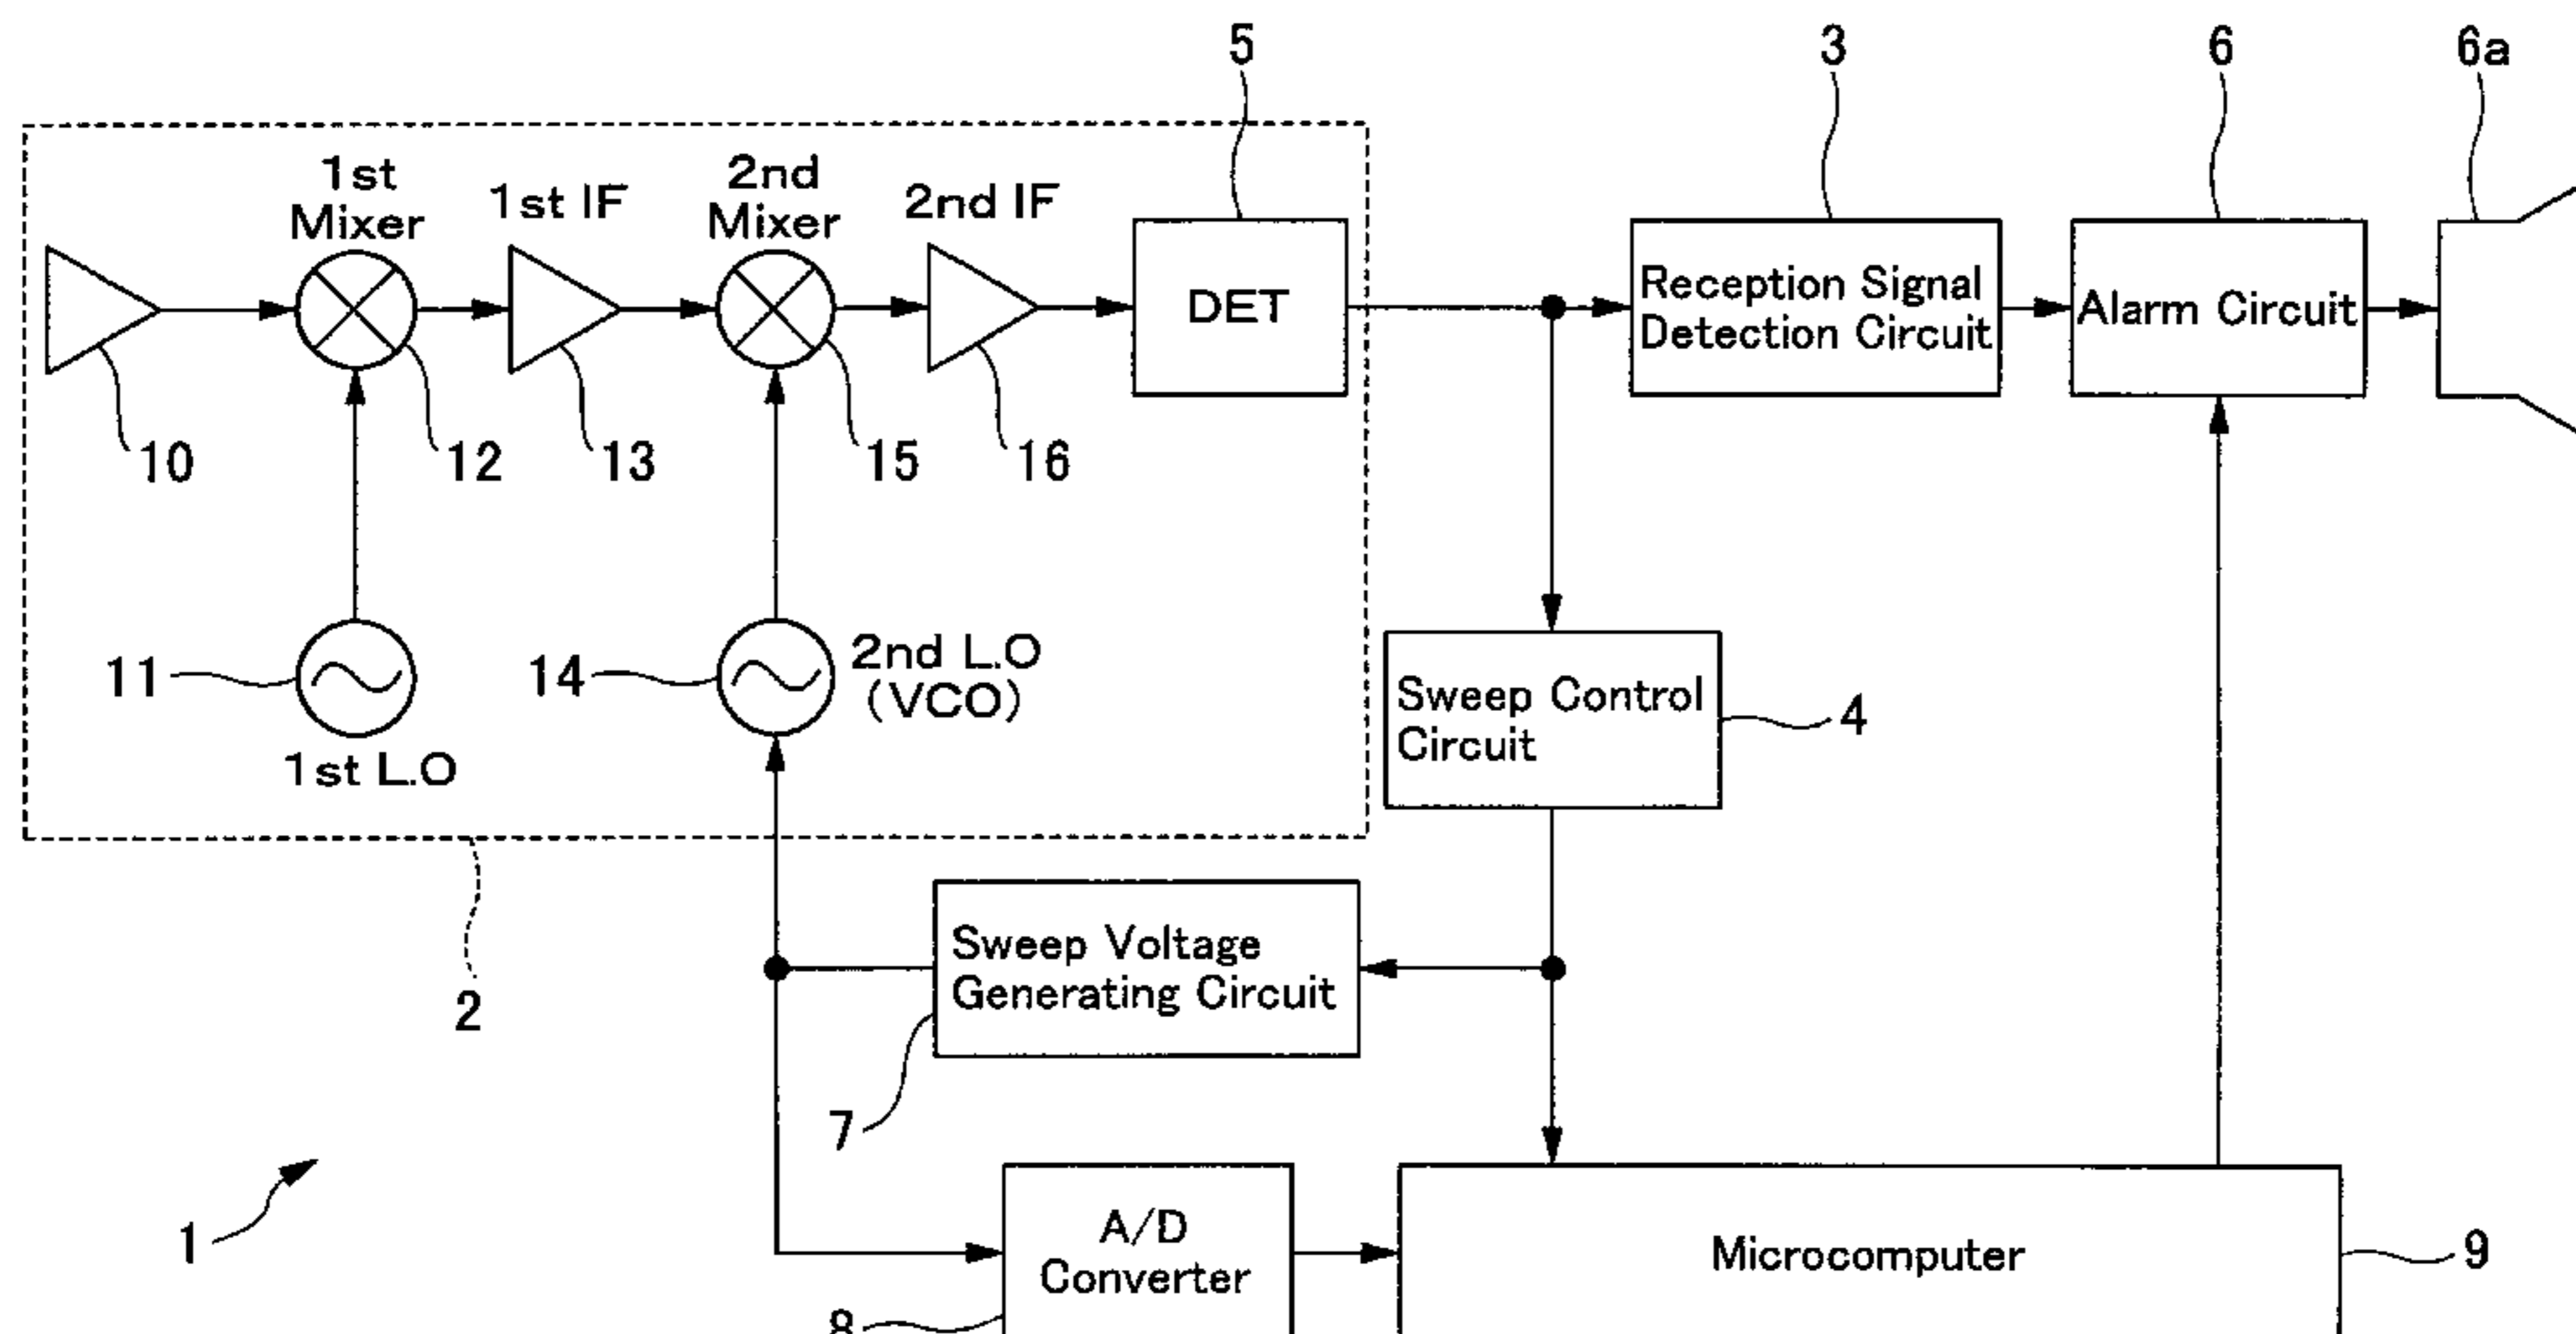 5
3
6
6a
1st
Mixer
1st IF
2nd
Mixer
2nd IF
DET
Reception Signal
Detection Circuit
Alarm Circuit
10
12
13
15
16
11
1st L.O
14
2nd L.O
(VCO)
Sweep Control
Circuit
4
2
Sweep Voltage
Generating Circuit
7
1
A/D
Converter
8
Microcomputer
9